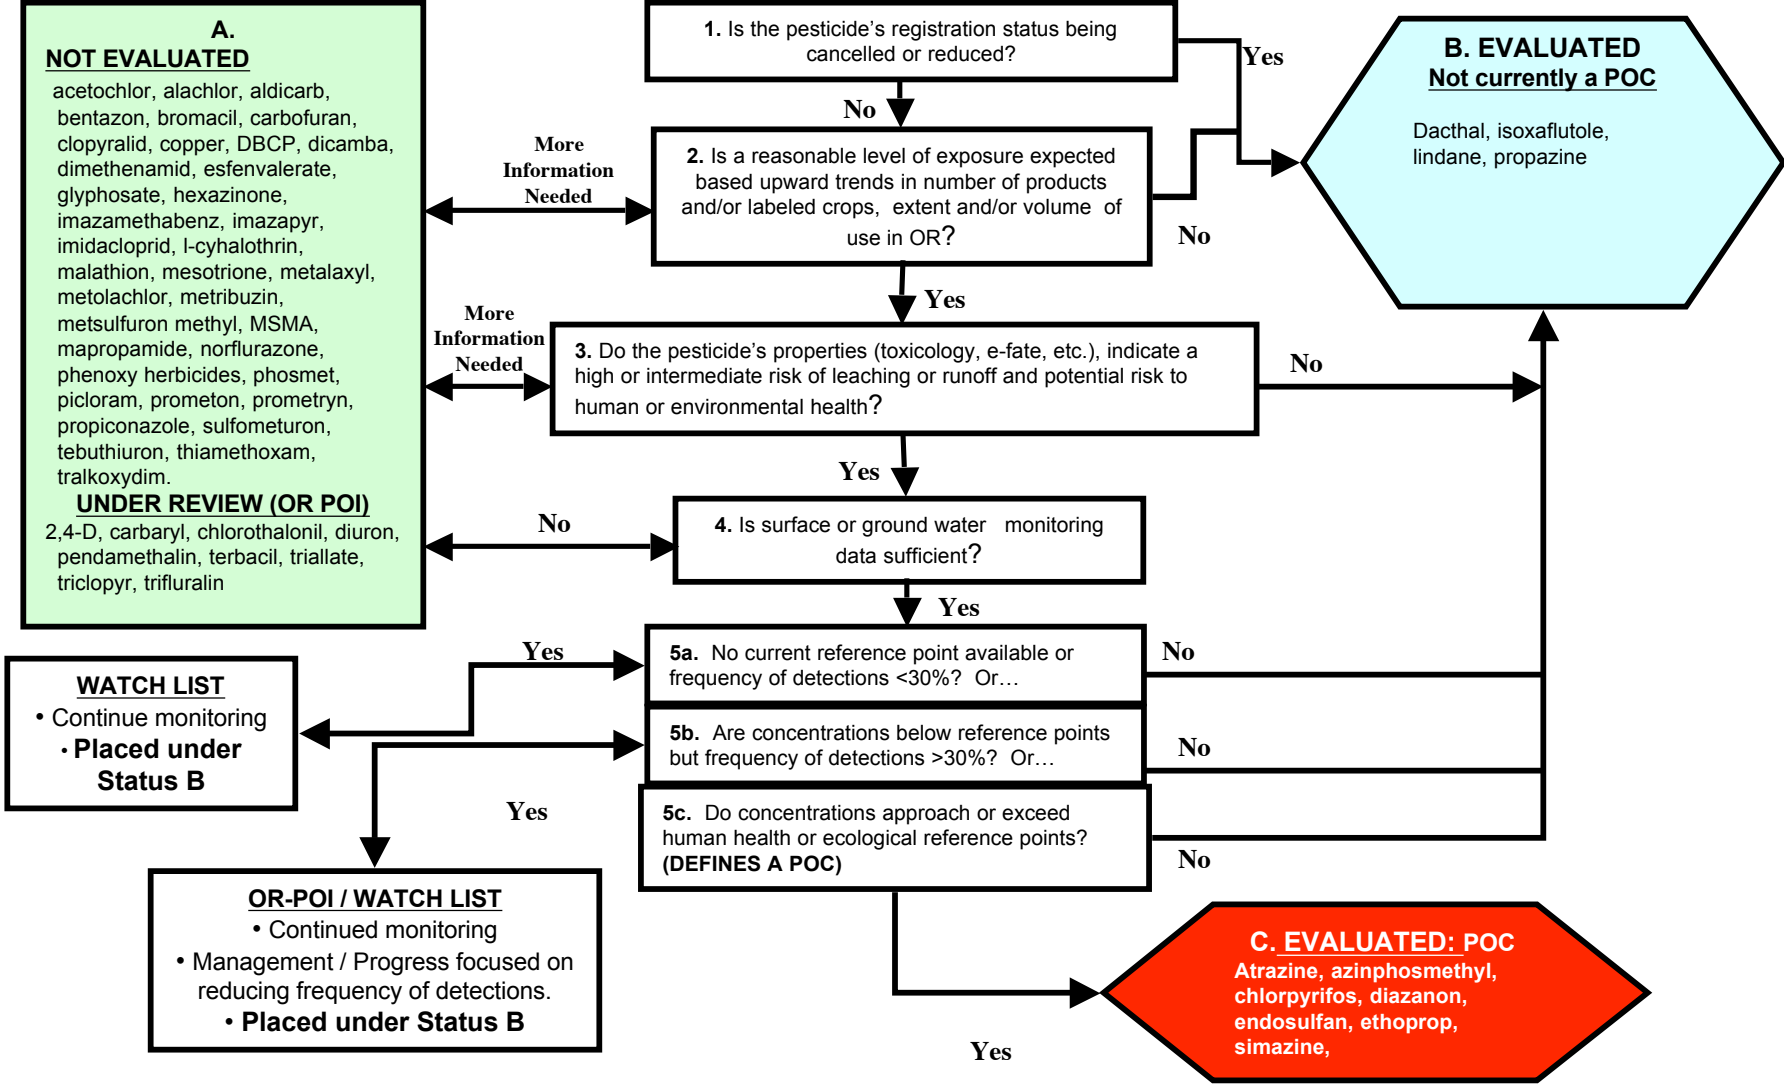 A.
NOT EVALUATED
acetochlor, alachlor, aldicarb,
bentazon, bromacil, carbofuran,
clopyralid, copper, DBCP, dicamba,
dimethenamid, esfenvalerate,
glyphosate, hexazinone,
imazamethabenz, imazapyr,
imidacloprid, l-cyhalothrin,
malathion, mesotrione, metalaxyl,
metolachlor, metribuzin,
metsulfuron methyl, MSMA,
mapropamide, norflurazone,
phenoxy herbicides, phosmet,
picloram, prometon, prometryn,
propiconazole, sulfometuron,
tebuthiuron, thiamethoxam,
tralkoxydim.
UNDER REVIEW (OR POI)
2,4-D, carbaryl, chlorothalonil, diuron,
pendamethalin, terbacil, triallate,
triclopyr, trifluralin
1. Is the pesticide's registration status being
cancelled or reduced?
Yes
No
B. EVALUATED
Not currently a POC
Dacthal, isoxaflutole,
lindane, propazine
More
Information
Needed
2. Is a reasonable level of exposure expected
based upward trends in number of products
and/or labeled crops, extent and/or volume of
use in OR?
No
Yes
More
Information
Needed
3. Do the pesticide's properties (toxicology, e-fate, etc.), indicate a
high or intermediate risk of leaching or runoff and potential risk to
human or environmental health?
No
Yes
No
4. Is surface or ground water monitoring
data sufficient?
Yes
Yes
5a. No current reference point available or
frequency of detections <30%? Or…
No
WATCH LIST
• Continue monitoring
• Placed under
Status B
5b. Are concentrations below reference points
but frequency of detections >30%? Or…
No
Yes
5c. Do concentrations approach or exceed
human health or ecological reference points?
(DEFINES A POC)
No
OR-POI / WATCH LIST
• Continued monitoring
• Management / Progress focused on
reducing frequency of detections.
• Placed under Status B
Yes
C. EVALUATED: POC
Atrazine, azinphosmethyl,
chlorpyrifos, diazanon,
endosulfan, ethoprop,
simazine,